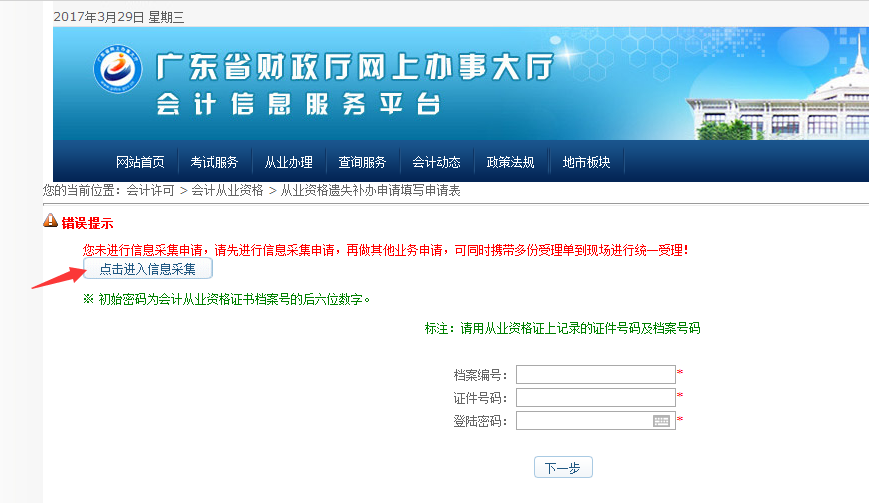 2017年3月29日 星期三
广东省财政厅网上办事大厅
会计信息服务平台
网站首页 考试服务 从业办理 查询服务 会计动态 政策法规 地市板块
您的当前位置：会计许可 > 会计从业资格 > 从业资格遗失补办申请填写申请表
错误提示
您未进行信息采集申请，请先进行信息采集申请，再做其他业务申请，可同时携带多份受理单到现场进行统一受理！
点击进入信息采集
※ 初始密码为会计从业资格证书档案号的后六位数字。
标注：请用从业资格证上记录的证件号码及档案号码
档案编号： *
证件号码： *
登陆密码： *
下一步